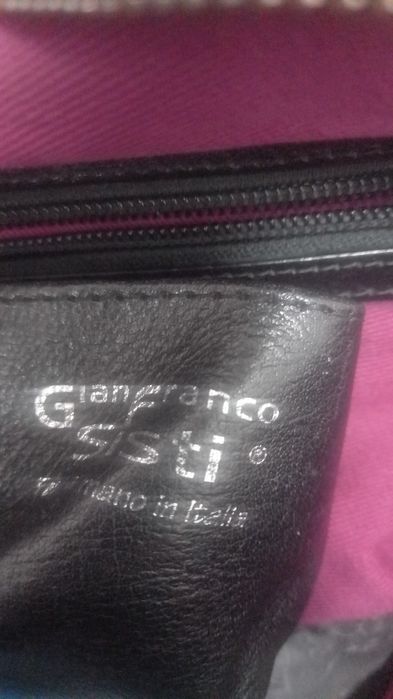 GianFranco
Sisti ®
mano in Italia